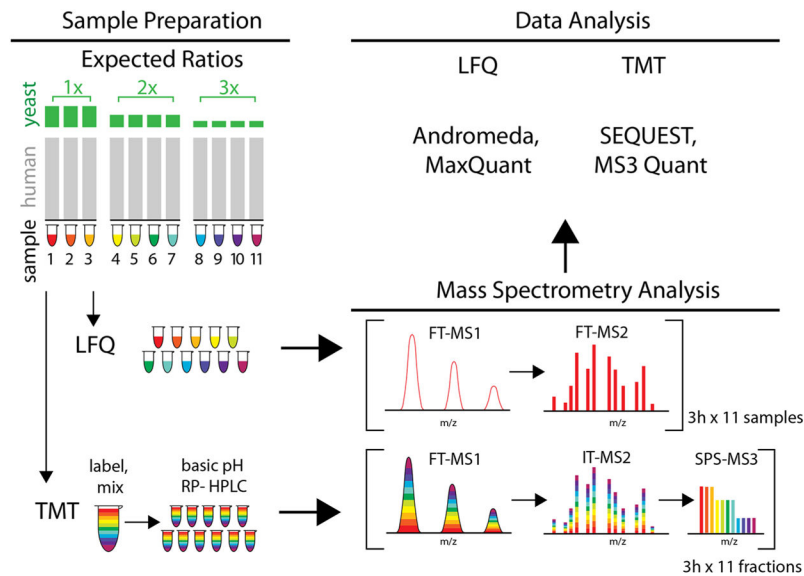 Sample Preparation
Expected Ratios
1x 2x 3x
yeast
human
sample
1 2 3 4 5 6 7 8 9 10 11
LFQ
TMT
label,
mix
basic pH
RP- HPLC
Data Analysis
LFQ TMT
Andromeda, SEQUEST,
MaxQuant MS3 Quant
Mass Spectrometry Analysis
FT-MS1 FT-MS2
m/z m/z
3h x 11 samples
FT-MS1 IT-MS2 SPS-MS3
m/z m/z m/z
3h x 11 fractions